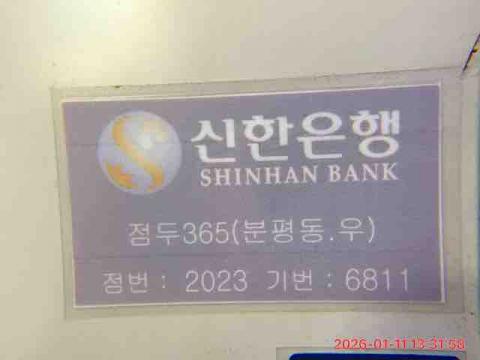 신한은행
SHINHAN BANK
점두365(분평동.우)
점번 : 2023 기번 : 6811
2026-01-11 13:31:58